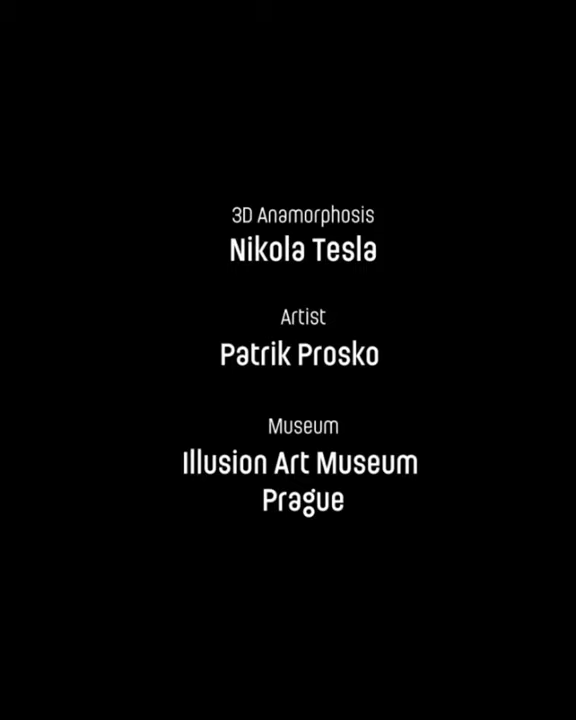 3D Anamorphosis
Nikola Tesla
Artist
Patrik Prosko
Museum
Illusion Art Museum
Prague